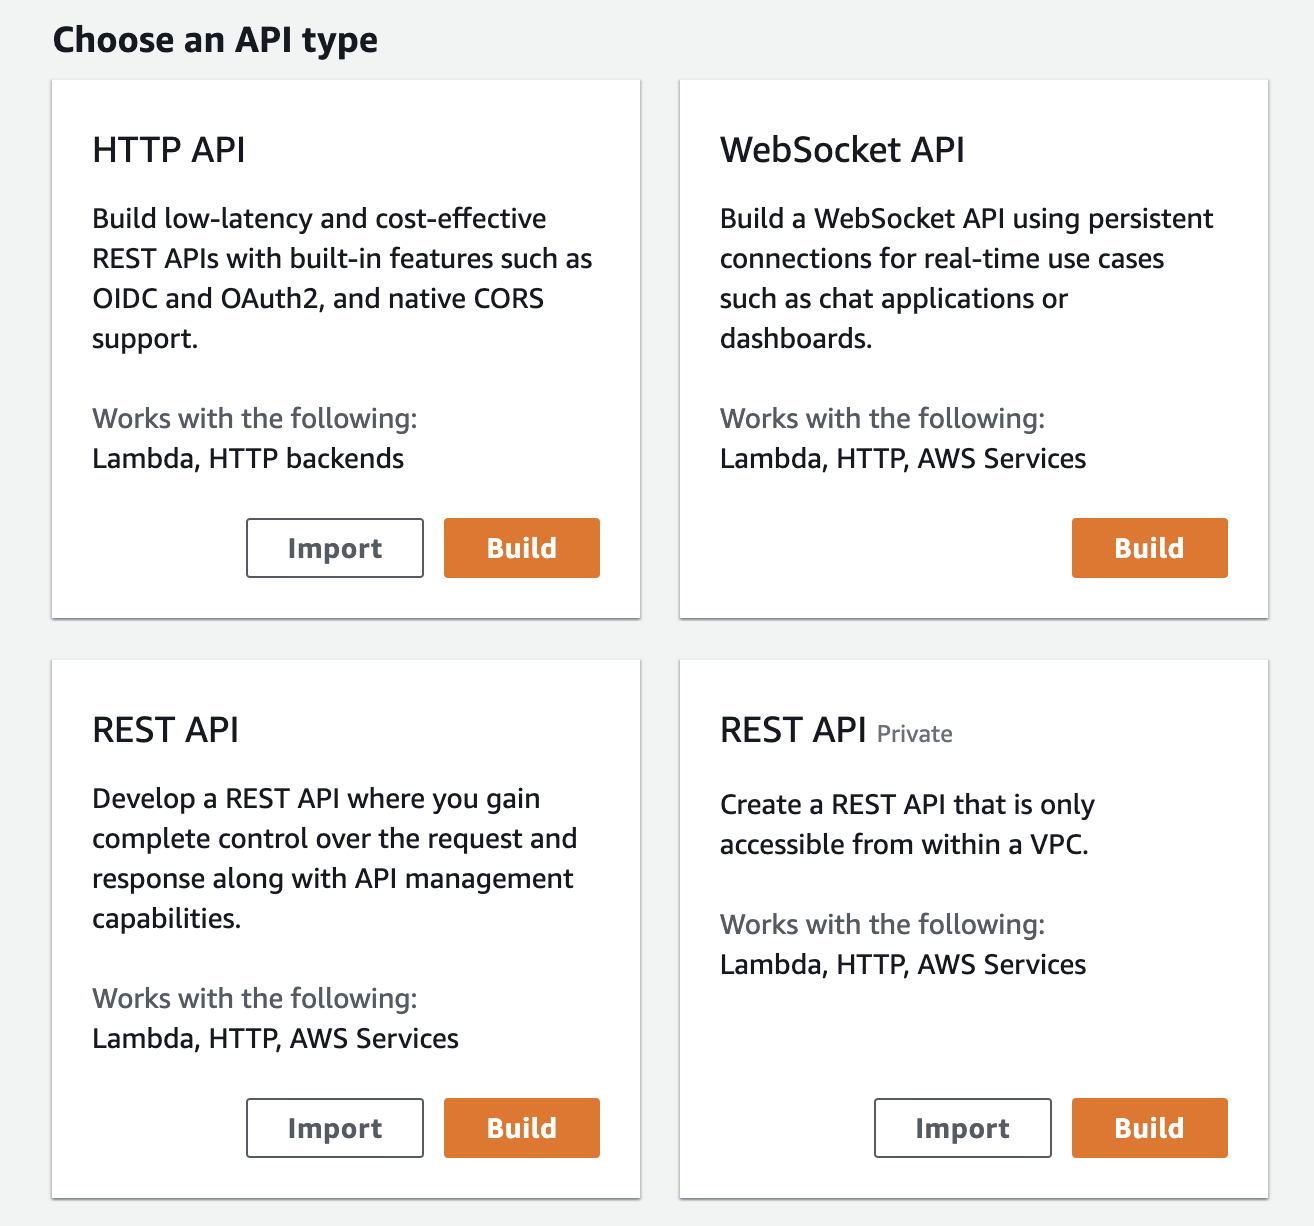 Choose an API type
HTTP API
Build low-latency and cost-effective
REST APIs with built-in features such as
OIDC and OAuth2, and native CORS
support.
Works with the following:
Lambda, HTTP backends
Import
Build
WebSocket API
Build a WebSocket API using persistent
connections for real-time use cases
such as chat applications or
dashboards.
Works with the following:
Lambda, HTTP, AWS Services
Build
REST API
Develop a REST API where you gain
complete control over the request and
response along with API management
capabilities.
Works with the following:
Lambda, HTTP, AWS Services
Import
Build
REST API Private
Create a REST API that is only
accessible from within a VPC.
Works with the following:
Lambda, HTTP, AWS Services
Import
Build